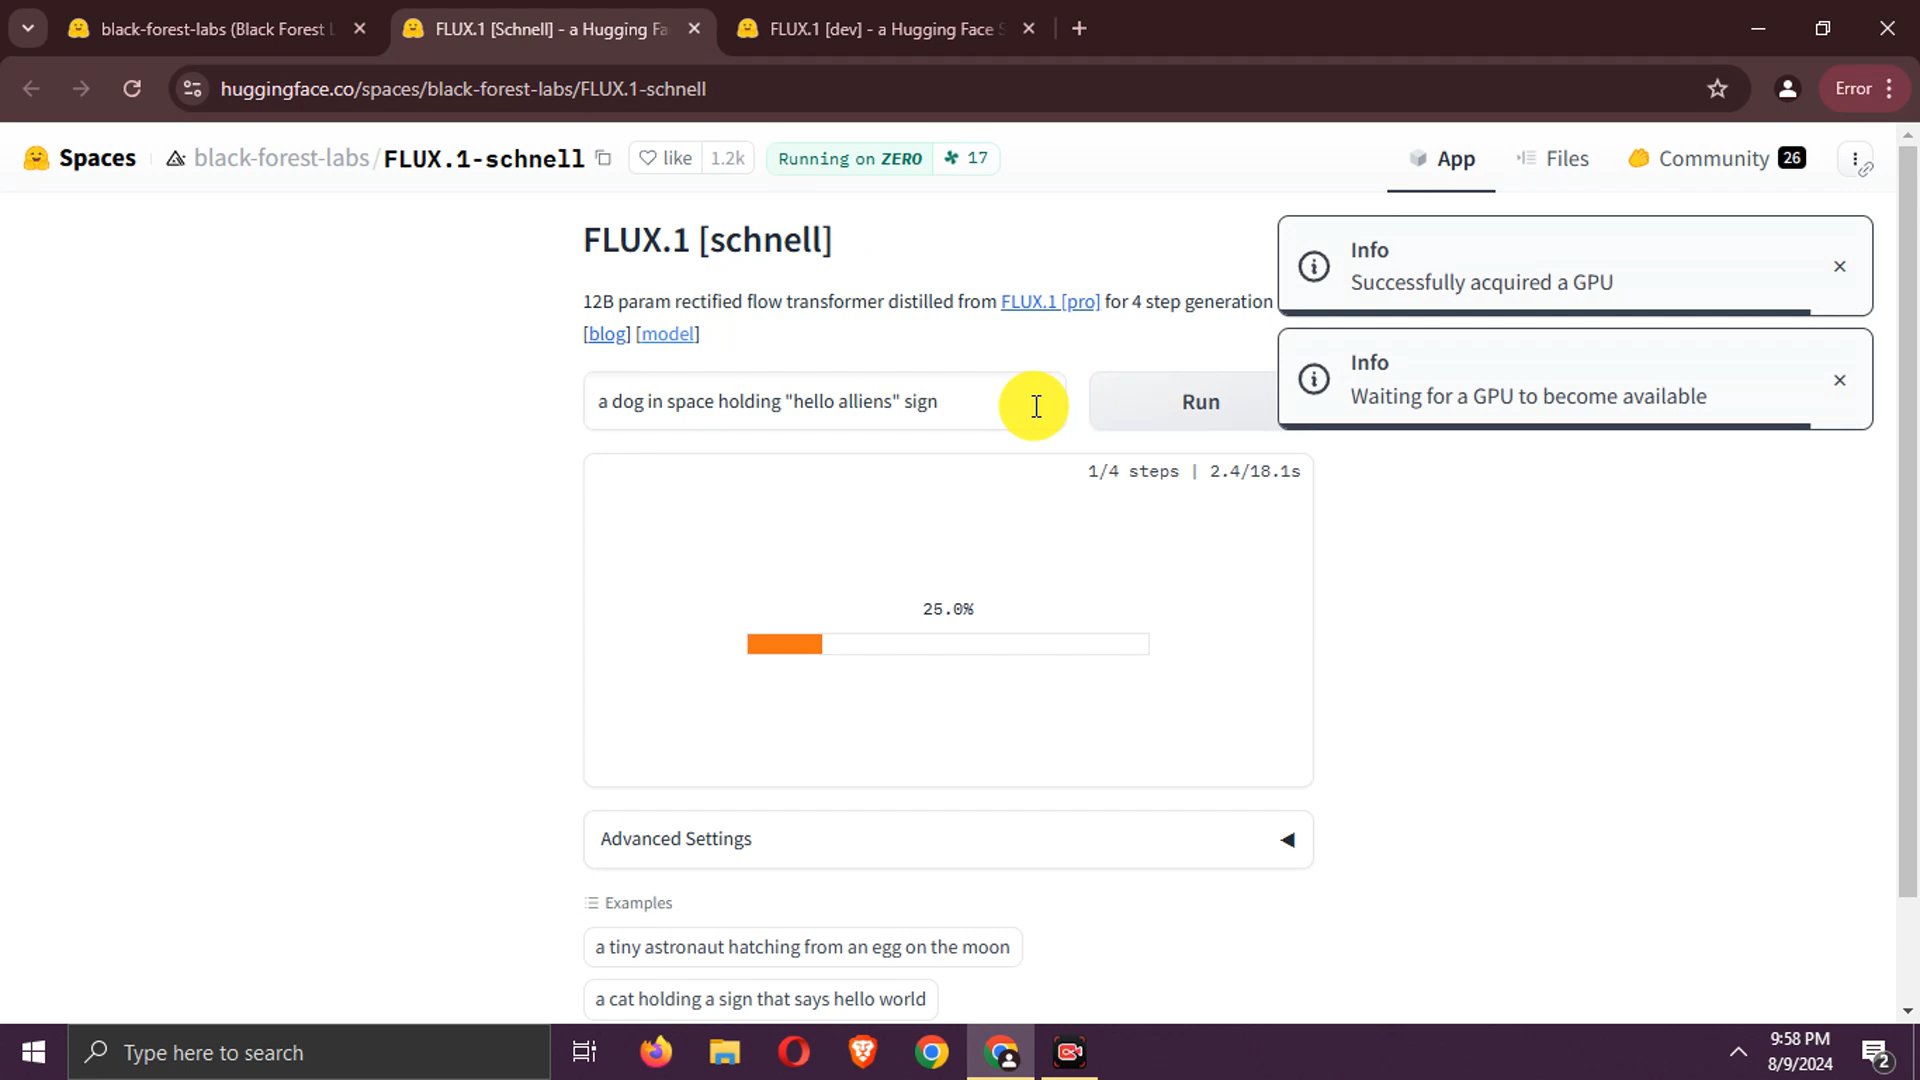 black-forest-labs (Black Forest L
FLUX.1 [Schnell] - a Hugging Fa
FLUX.1 [dev] - a Hugging Face S
huggingface.co/spaces/black-forest-labs/FLUX.1-schnell
Error
Spaces
black-forest-labs/FLUX.1-schnell
like 1.2k
Running on ZERO 17
App
Files
Community 26
FLUX.1 [schnell]
12B param rectified flow transformer distilled from FLUX.1 [pro] for 4 step generation
[blog] [model]
Info
Successfully acquired a GPU
Info
Waiting for a GPU to become available
a dog in space holding "hello alliens" sign
Run
1/4 steps | 2.4/18.1s
25.0%
Advanced Settings
Examples
a tiny astronaut hatching from an egg on the moon
a cat holding a sign that says hello world
Type here to search
9:58 PM
8/9/2024
2